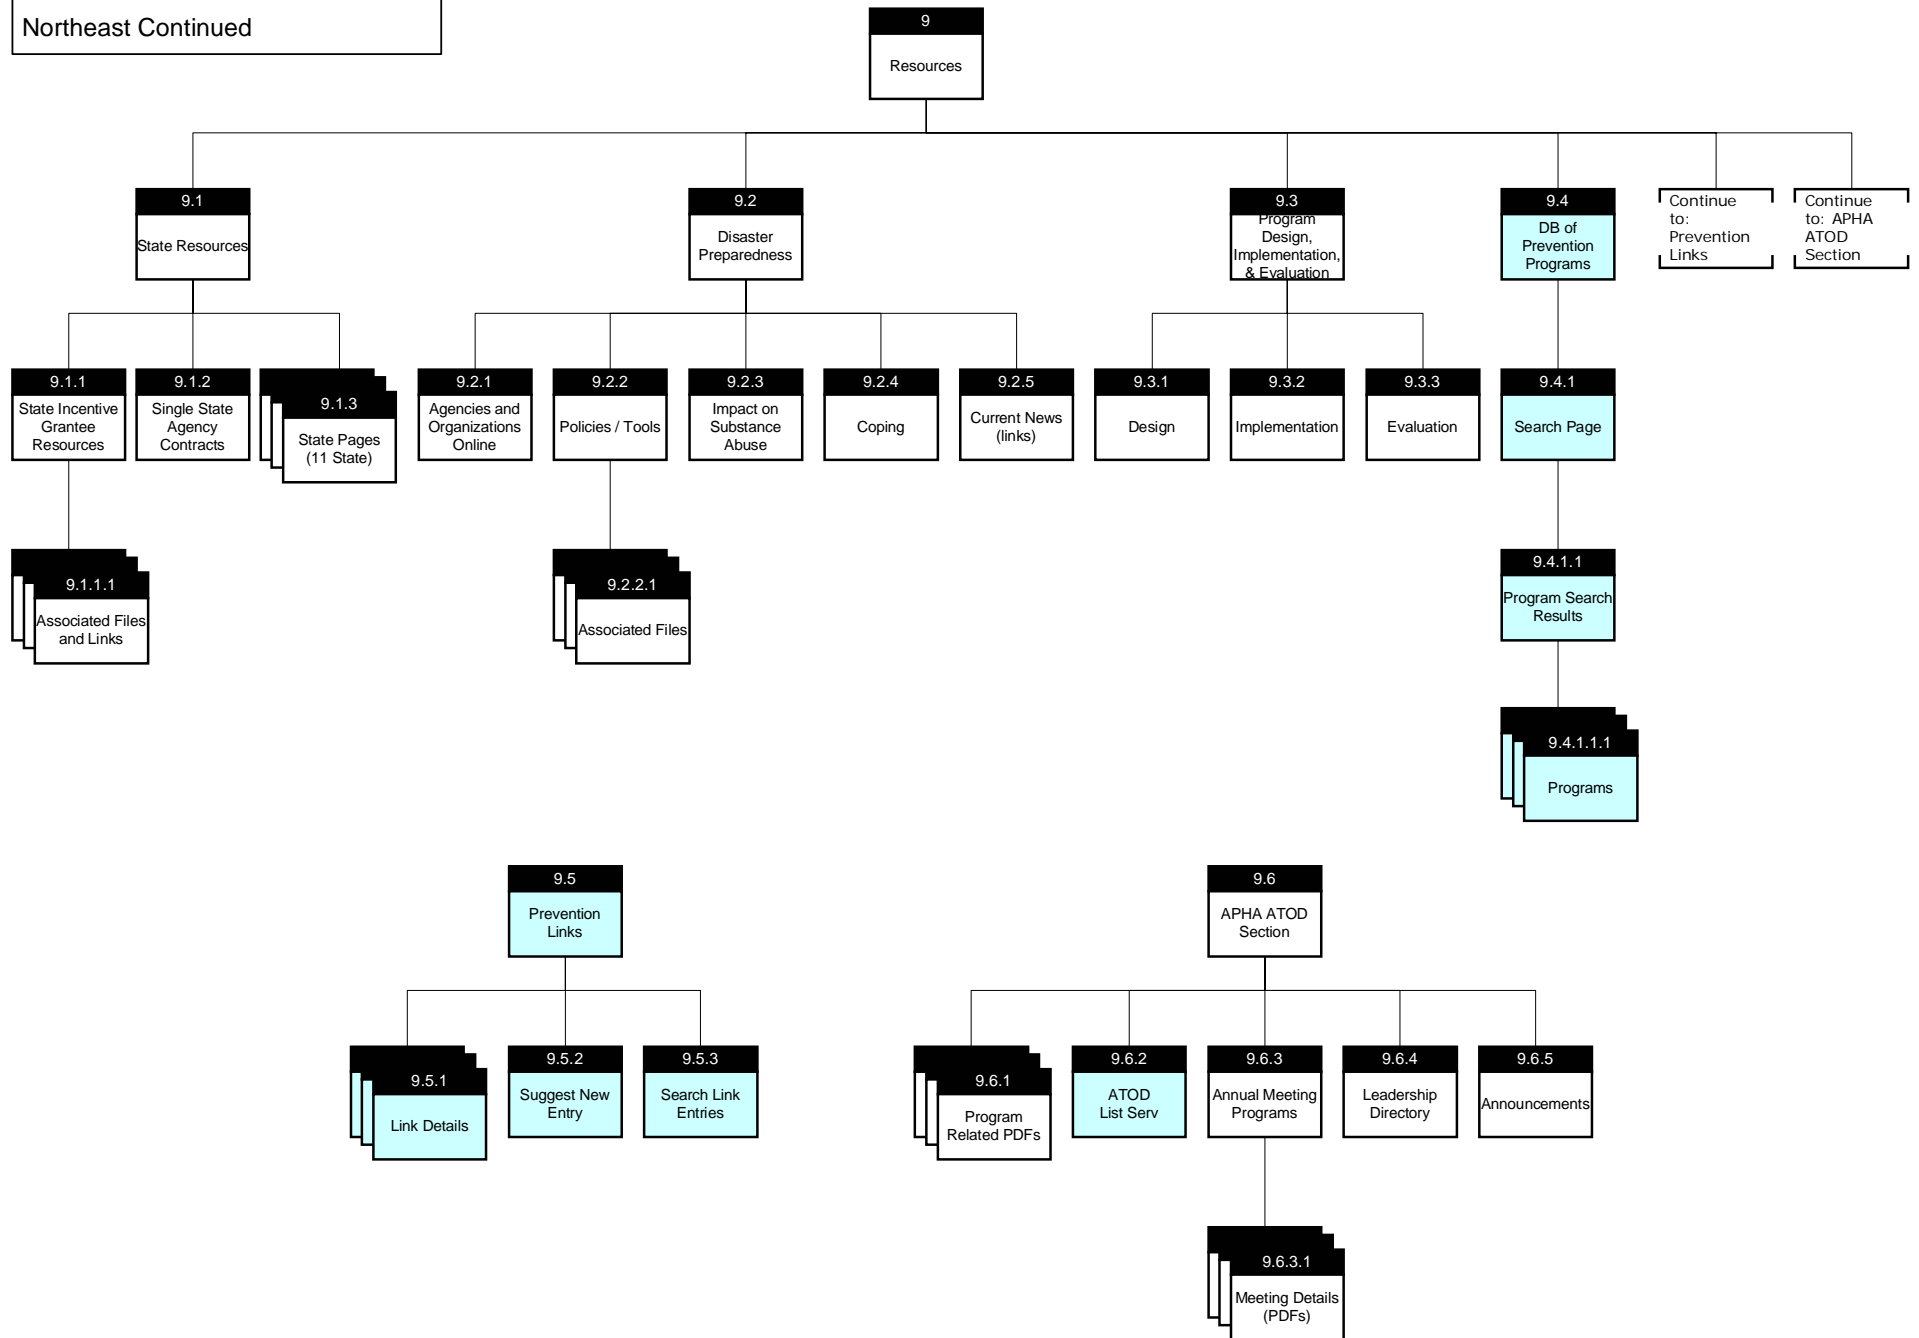 Northeast Continued
9
Resources
9.1
State Resources
9.2
Disaster
Preparedness
9.3
Program
Design,
Implementation,
& Evaluation
9.4
DB of
Prevention
Programs
Continue
to:
Prevention
Links
Continue
to: APHA
ATOD
Section
9.1.1
State Incentive
Grantee
Resources
9.1.2
Single State
Agency
Contracts
9.1.3
State Pages
(11 State)
9.2.1
Agencies and
Organizations
Online
9.2.2
Policies / Tools
9.2.3
Impact on
Substance
Abuse
9.2.4
Coping
9.2.5
Current News
(links)
9.3.1
Design
9.3.2
Implementation
9.3.3
Evaluation
9.4.1
Search Page
9.1.1.1
Associated Files
and Links
9.2.2.1
Associated Files
9.4.1.1
Program Search
Results
9.4.1.1.1
Programs
9.5
Prevention
Links
9.6
APHA ATOD
Section
9.5.1
Link Details
9.5.2
Suggest New
Entry
9.5.3
Search Link
Entries
9.6.1
Program
Related PDFs
9.6.2
ATOD
List Serv
9.6.3
Annual Meeting
Programs
9.6.4
Leadership
Directory
9.6.5
Announcements
9.6.3.1
Meeting Details
(PDFs)